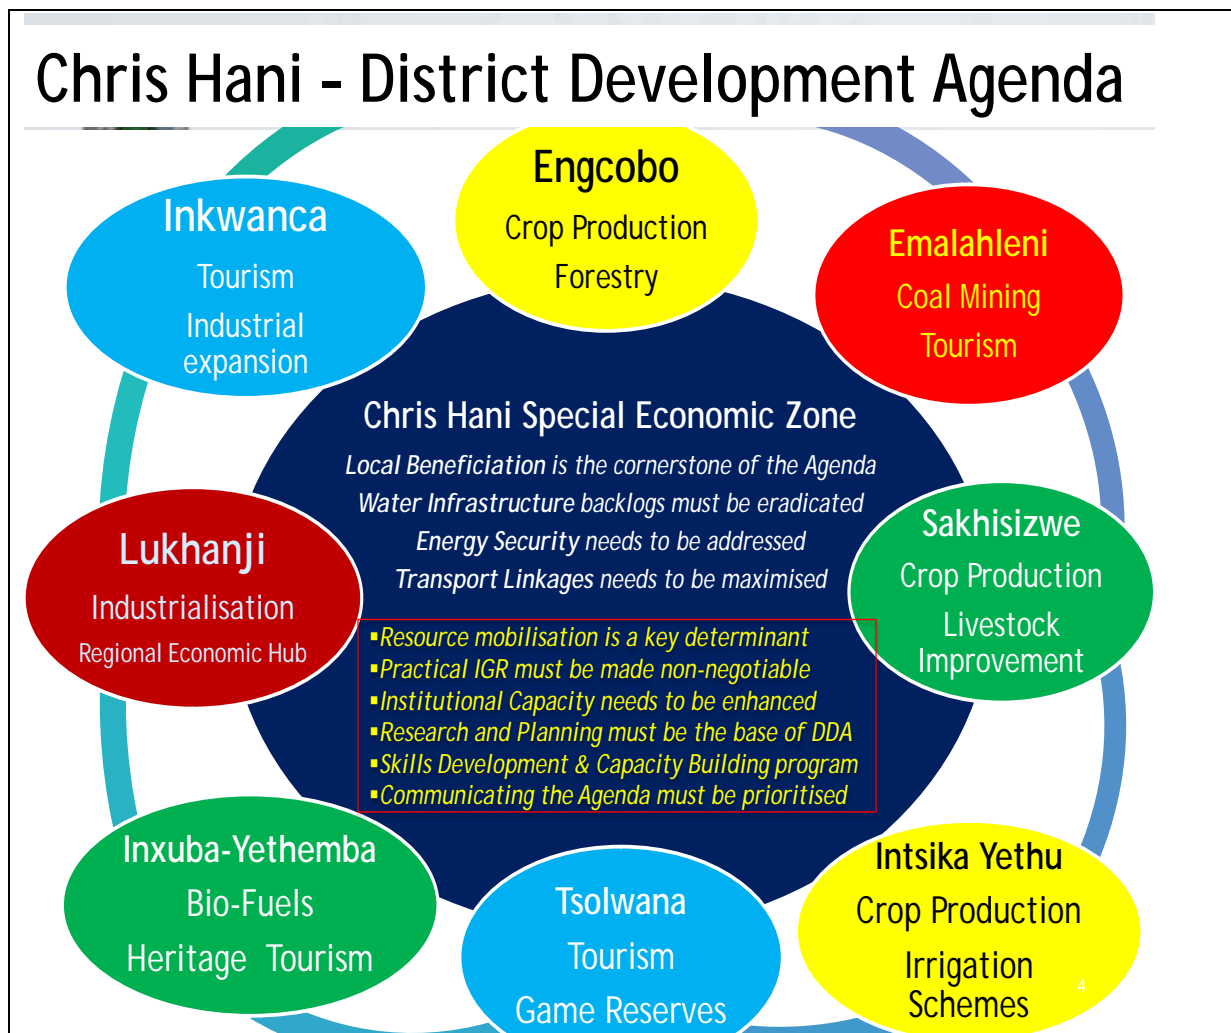 Chris Hani - District Development Agenda
Engcobo
Crop Production
Forestry
Inkwanca
Tourism
Industrial
expansion
Emalahleni
Coal Mining
Tourism
Chris Hani Special Economic Zone
Local Beneficiation is the cornerstone of the Agenda
Water Infrastructure backlogs must be eradicated
Energy Security needs to be addressed
Transport Linkages needs to be maximised
▪Resource mobilisation is a key determinant
▪Practical IGR must be made non-negotiable
▪Institutional Capacity needs to be enhanced
▪Research and Planning must be the base of DDA
▪Skills Development & Capacity Building program
▪Communicating the Agenda must be prioritised
Lukhanji
Industrialisation
Regional Economic Hub
Sakhisizwe
Crop Production
Livestock
Improvement
Inxuba-Yethemba
Bio-Fuels
Heritage Tourism
Tsolwana
Tourism
Game Reserves
Intsika Yethu
Crop Production
Irrigation
Schemes
4